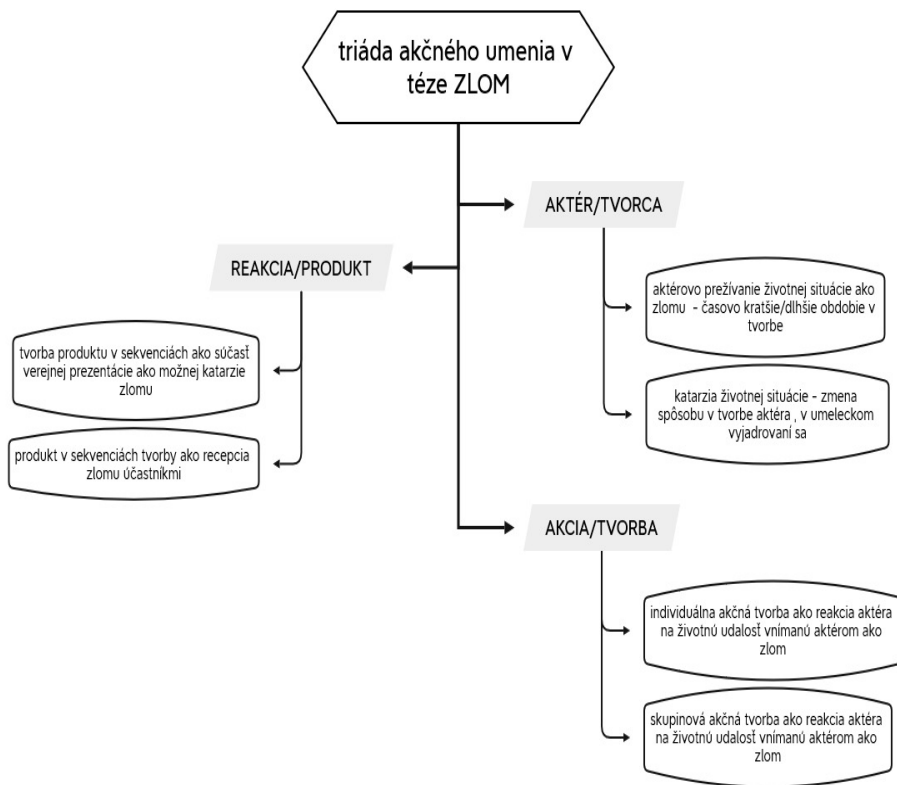 triáda akčného umenia v
téze ZLOM
AKTÉR/TVORCA
aktérovo prežívanie životnej situácie ako
zlomu - časovo kratšie/dlhšie obdobie v
tvorbe
katarzia životnej situácie - zmena
spôsobu v tvorbe aktéra , v umeleckom
vyjadrovaní sa
REAKCIA/PRODUKT
tvorba produktu v sekvenciách ako súčasť
verejnej prezentácie ako možnej katarzie
zlomu
produkt v sekvenciách tvorby ako recepcia
zlomu účastníkmi
AKCIA/TVORBA
individuálna akčná tvorba ako reakcia aktéra
na životnú udalosť vnímanú aktérom ako
zlom
skupinová akčná tvorba ako reakcia aktéra
na životnú udalosť vnímanú aktérom ako
zlom